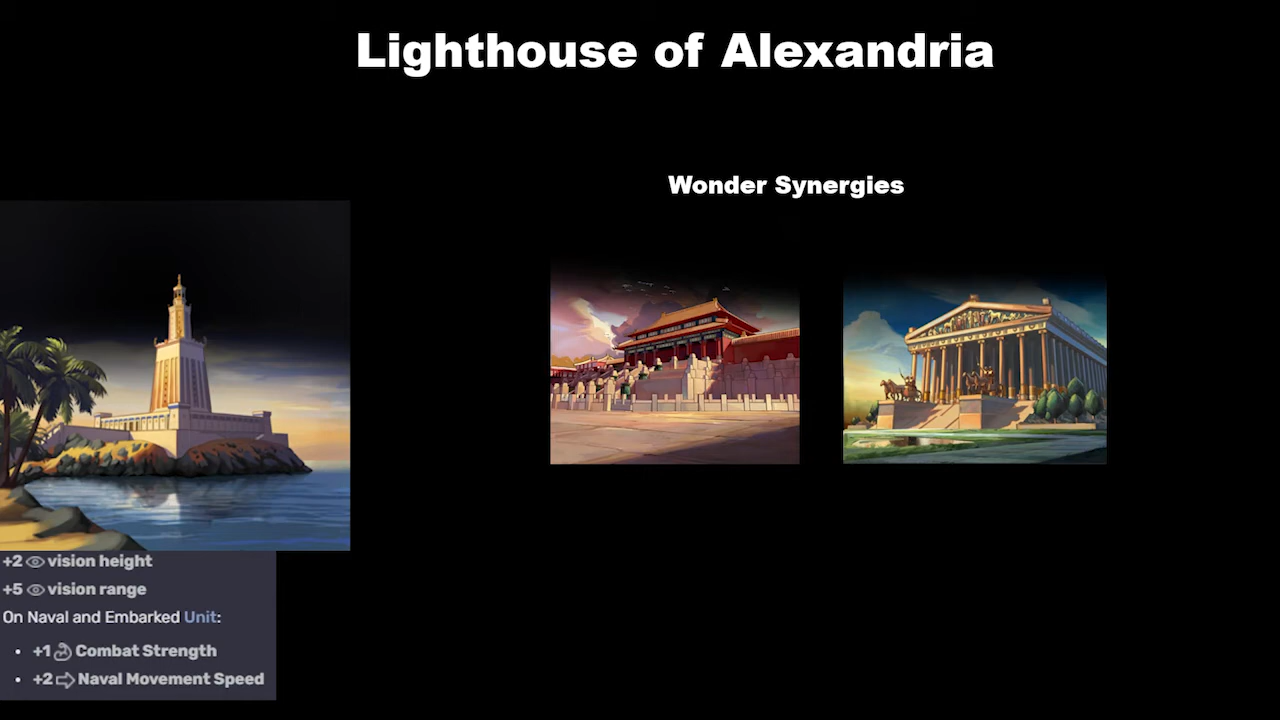 Lighthouse of Alexandria
Wonder Synergies
+2 vision height
+5 vision range
On Naval and Embarked Unit:
• +1 Combat Strength
• +2 Naval Movement Speed